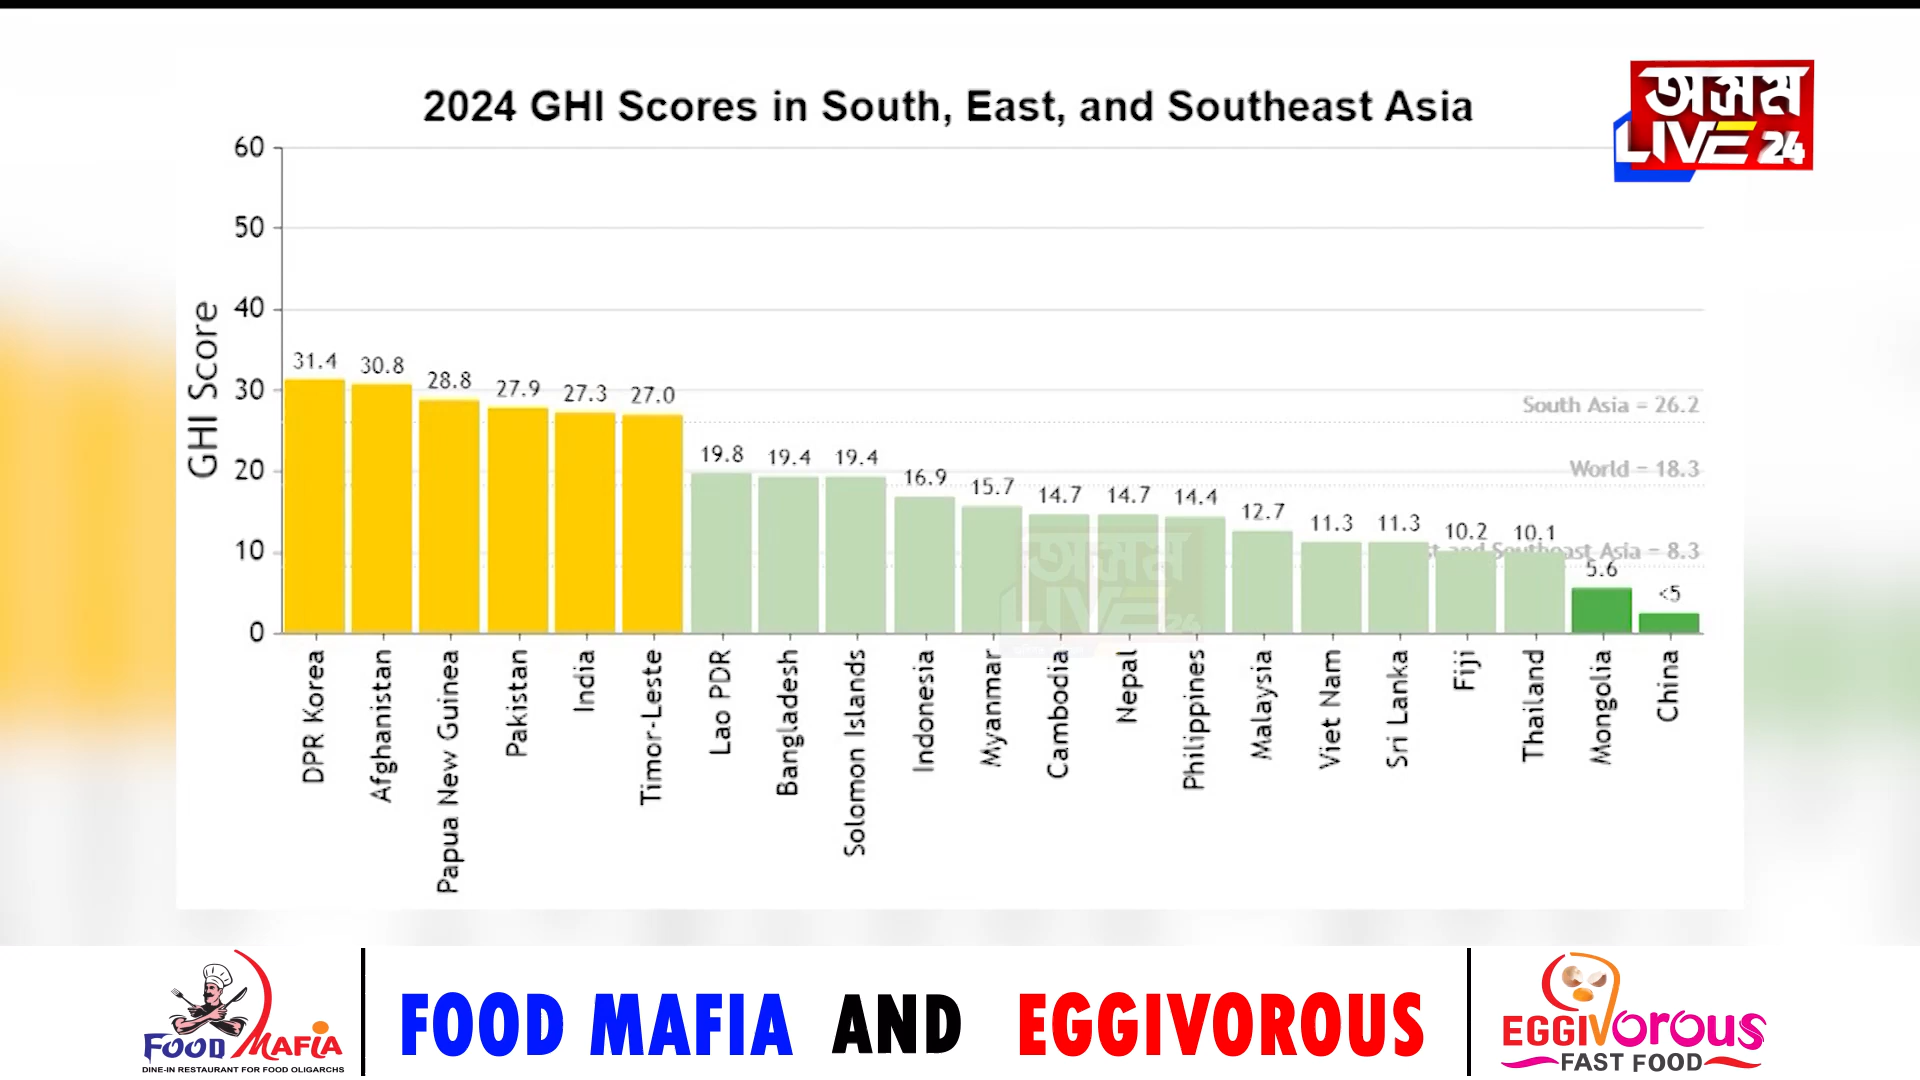 2024 GHI Scores in South, East, and Southeast Asia
অসম
LIVE 24
GHI Score
60
50
40
30
20
10
0
31.4
30.8
28.8
27.9
27.3
27.0
19.8
19.4
19.4
16.9
15.7
14.7
14.7
14.4
12.7
11.3
11.3
10.2
10.1
5.6
<5
South Asia = 26.2
World = 18.3
and Southeast Asia = 8.3
অসম
LIVE 24
DPR Korea
Afghanistan
Papua New Guinea
Pakistan
India
Timor-Leste
Lao PDR
Bangladesh
Solomon Islands
Indonesia
Myanmar
Cambodia
Nepal
Philippines
Malaysia
Viet Nam
Sri Lanka
Fiji
Thailand
Mongolia
China
FOOD MAFIA
DINE-IN RESTAURANT FOR FOOD OLIGARCHS
FOOD MAFIA AND EGGIVOROUS
EGGIVOROUS
FAST FOOD